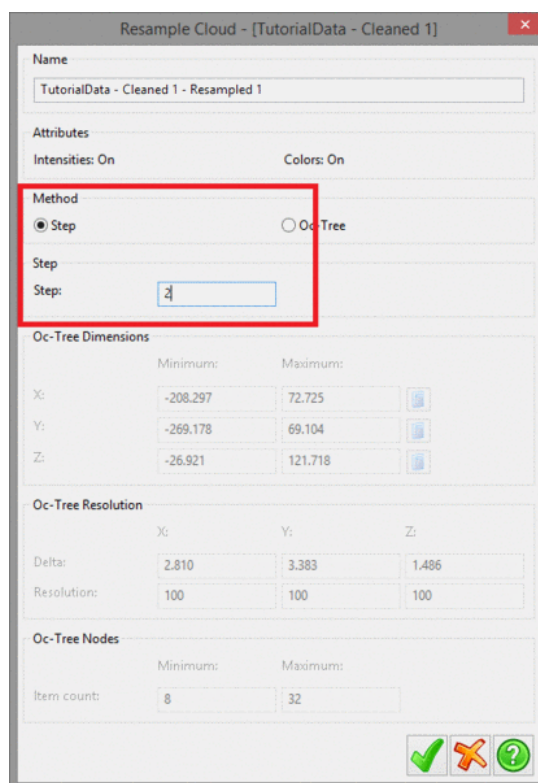 Resample Cloud - [TutorialData - Cleaned 1]
Name
TutorialData - Cleaned 1 - Resampled 1
Attributes
Intensities: On Colors: On
Method
Step Oc-Tree
Step
Step: 2
Oc-Tree Dimensions
Minimum: Maximum:
X: -208.297 72.725
Y: -269.178 69.104
Z: -26.921 121.718
Oc-Tree Resolution
X: Y: Z:
Delta: 2.810 3.383 1.486
Resolution: 100 100 100
Oc-Tree Nodes
Minimum: Maximum:
Item count: 8 32